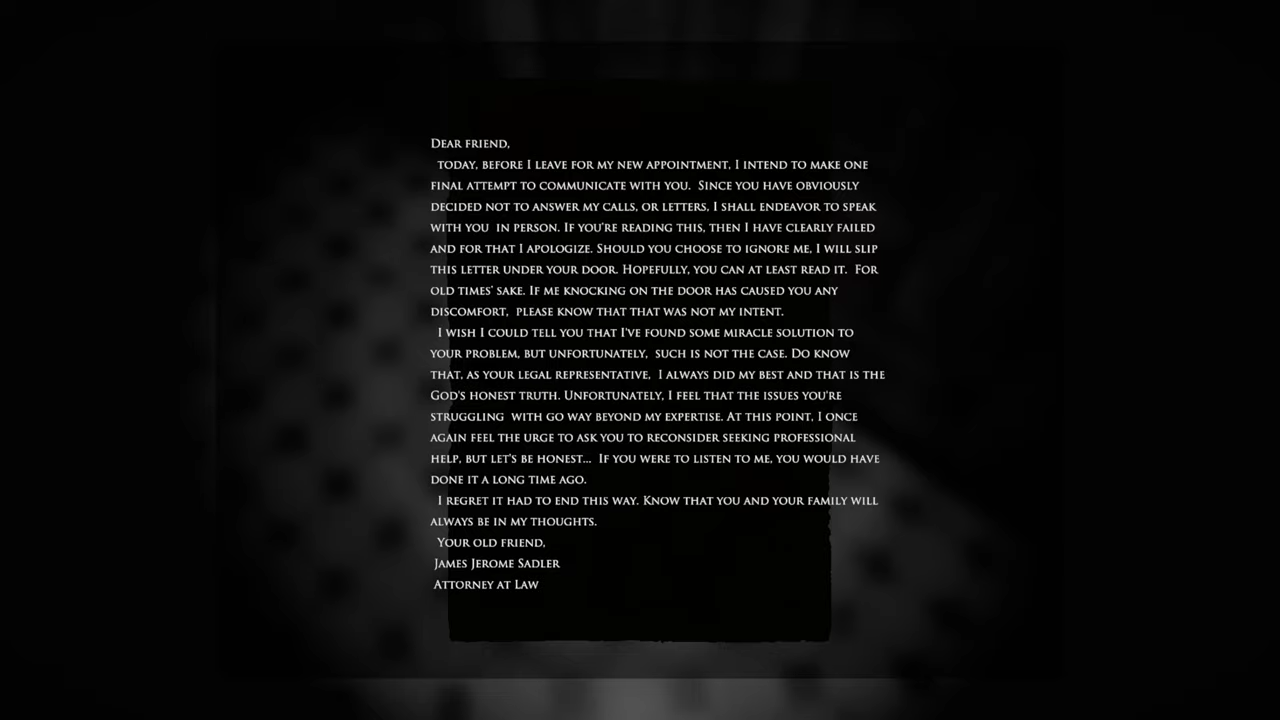 DEAR FRIEND,
TODAY, BEFORE I LEAVE FOR MY NEW APPOINTMENT, I INTEND TO MAKE ONE
FINAL ATTEMPT TO COMMUNICATE WITH YOU. SINCE YOU HAVE OBVIOUSLY
DECIDED NOT TO ANSWER MY CALLS, OR LETTERS, I SHALL ENDEAVOR TO SPEAK
WITH YOU IN PERSON. IF YOU'RE READING THIS, THEN I HAVE CLEARLY FAILED
AND FOR THAT I APOLOGIZE. SHOULD YOU CHOOSE TO IGNORE ME, I WILL SLIP
THIS LETTER UNDER YOUR DOOR. HOPEFULLY, YOU CAN AT LEAST READ IT. FOR
OLD TIMES' SAKE. IF ME KNOCKING ON THE DOOR HAS CAUSED YOU ANY
DISCOMFORT, PLEASE KNOW THAT THAT WAS NOT MY INTENT.
I WISH I COULD TELL YOU THAT I'VE FOUND SOME MIRACLE SOLUTION TO
YOUR PROBLEM, BUT UNFORTUNATELY, SUCH IS NOT THE CASE. DO KNOW
THAT, AS YOUR LEGAL REPRESENTATIVE, I ALWAYS DID MY BEST AND THAT IS THE
GOD'S HONEST TRUTH. UNFORTUNATELY, I FEEL THAT THE ISSUES YOU'RE
STRUGGLING WITH GO WAY BEYOND MY EXPERTISE. AT THIS POINT, I ONCE
AGAIN FEEL THE URGE TO ASK YOU TO RECONSIDER SEEKING PROFESSIONAL
HELP, BUT LET'S BE HONEST... IF YOU WERE TO LISTEN TO ME, YOU WOULD HAVE
DONE IT A LONG TIME AGO.
I REGRET IT HAD TO END THIS WAY. KNOW THAT YOU AND YOUR FAMILY WILL
ALWAYS BE IN MY THOUGHTS.
YOUR OLD FRIEND,
JAMES JEROME SADLER
ATTORNEY AT LAW